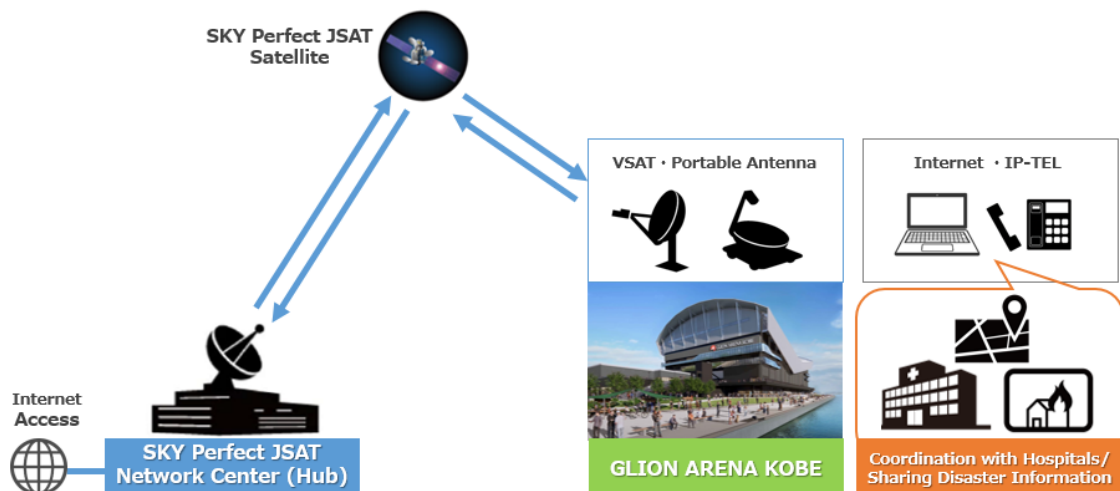 SKY Perfect JSAT
Satellite
VSAT・Portable Antenna
Internet ・IP-TEL
Internet
Access
SKY Perfect JSAT
Network Center (Hub)
GLION ARENA KOBE
Coordination with Hospitals/
Sharing Disaster Information